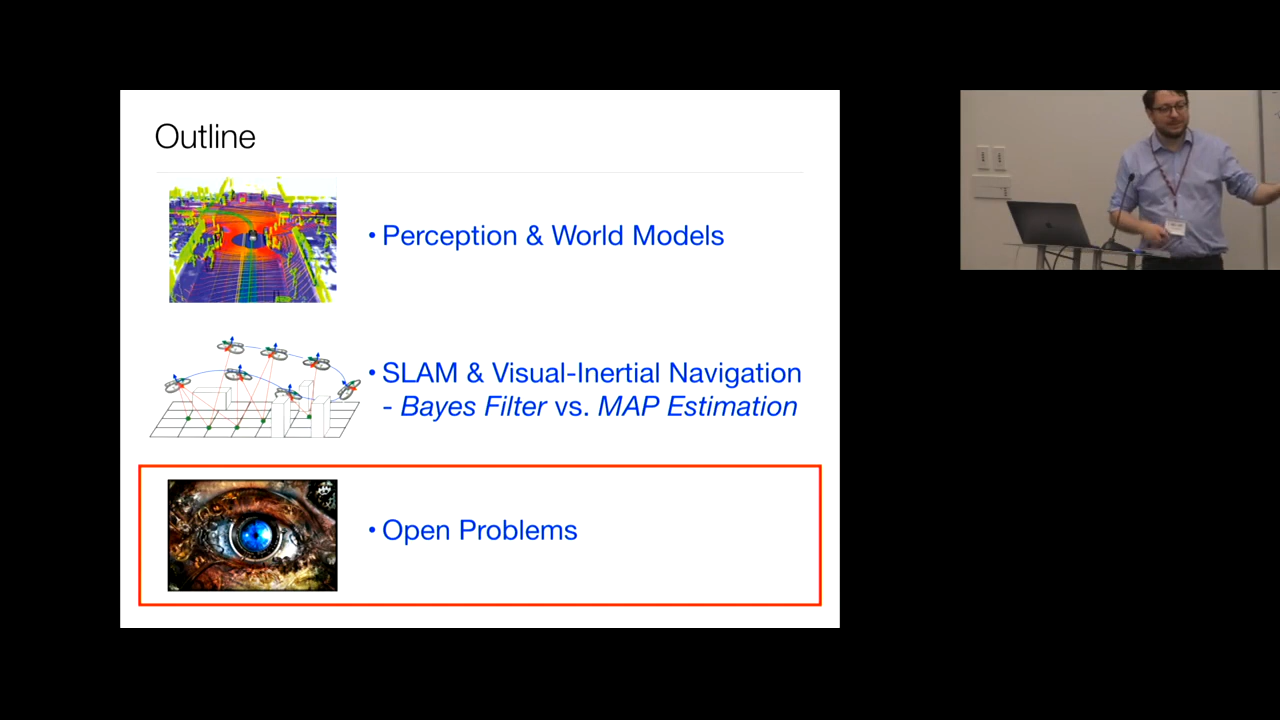 Outline
• Perception & World Models
• SLAM & Visual-Inertial Navigation
- Bayes Filter vs. MAP Estimation
• Open Problems